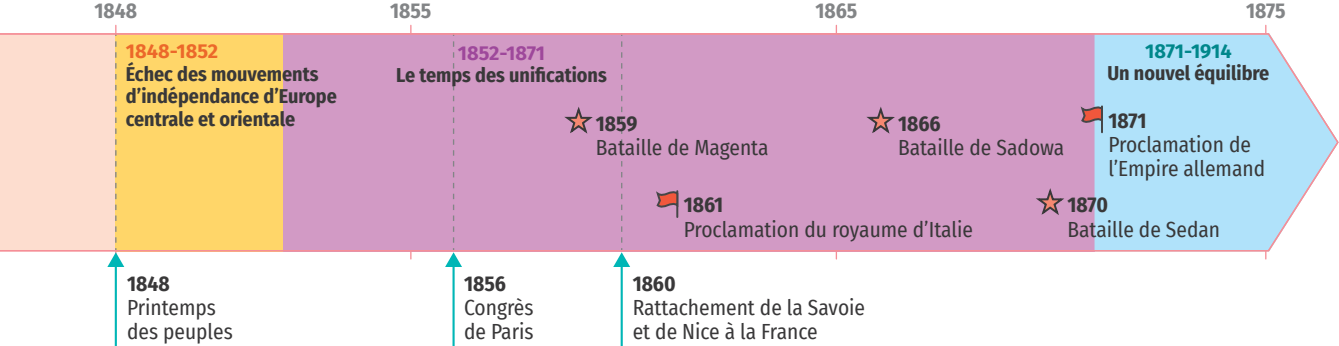 1848
1855
1865
1875
1848-1852
Échec des mouvements
d'indépendance d'Europe
centrale et orientale
1852-1871
Le temps des unifications
1871-1914
Un nouvel équilibre
1859
Bataille de Magenta
1866
Bataille de Sadowa
1871
Proclamation de
l'Empire allemand
1861
Proclamation du royaume d'Italie
1870
Bataille de Sedan
1848
Printemps
des peuples
1856
Congrès
de Paris
1860
Rattachement de la Savoie
et de Nice à la France